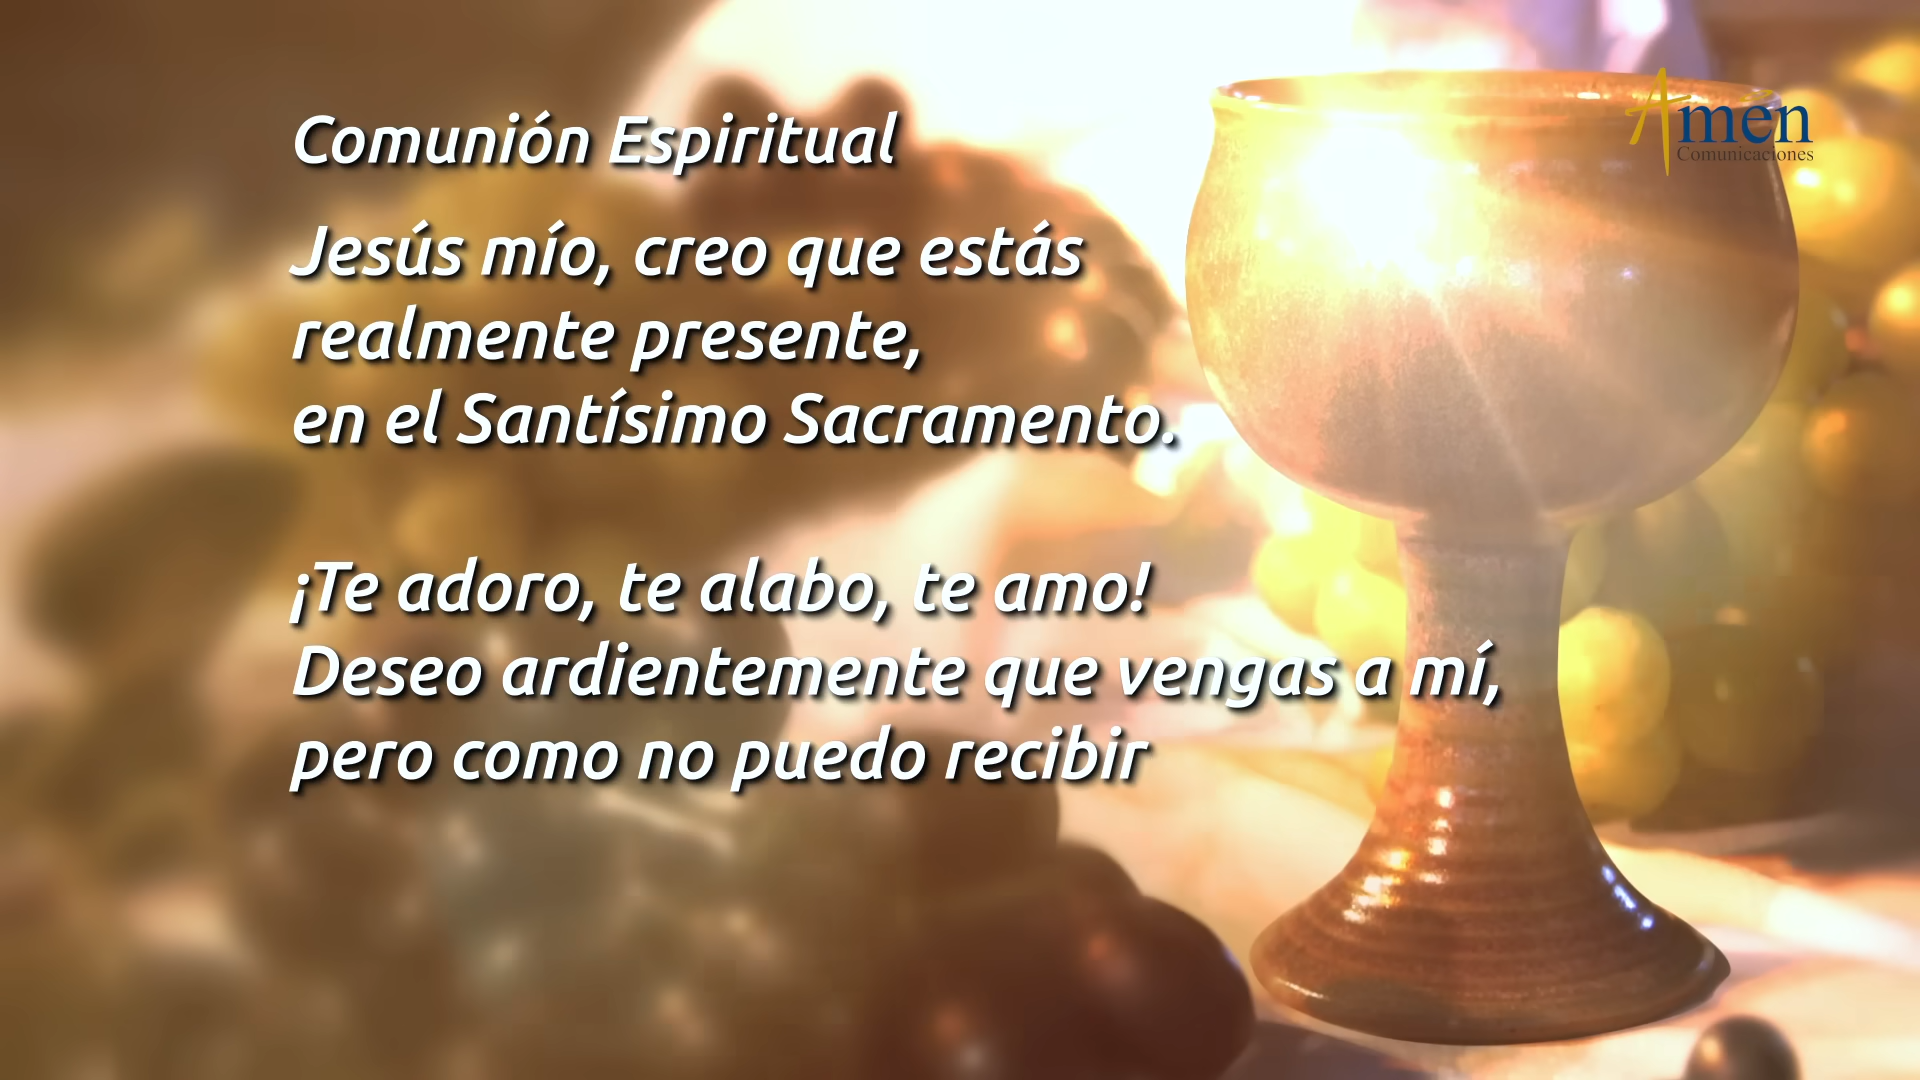 Comunión Espiritual
Jesús mío, creo que estás
realmente presente,
en el Santísimo Sacramento.
¡Te adoro, te alabo, te amo!
Deseo ardientemente que vengas a mí,
pero como no puedo recibir
Amén
Comunicaciones